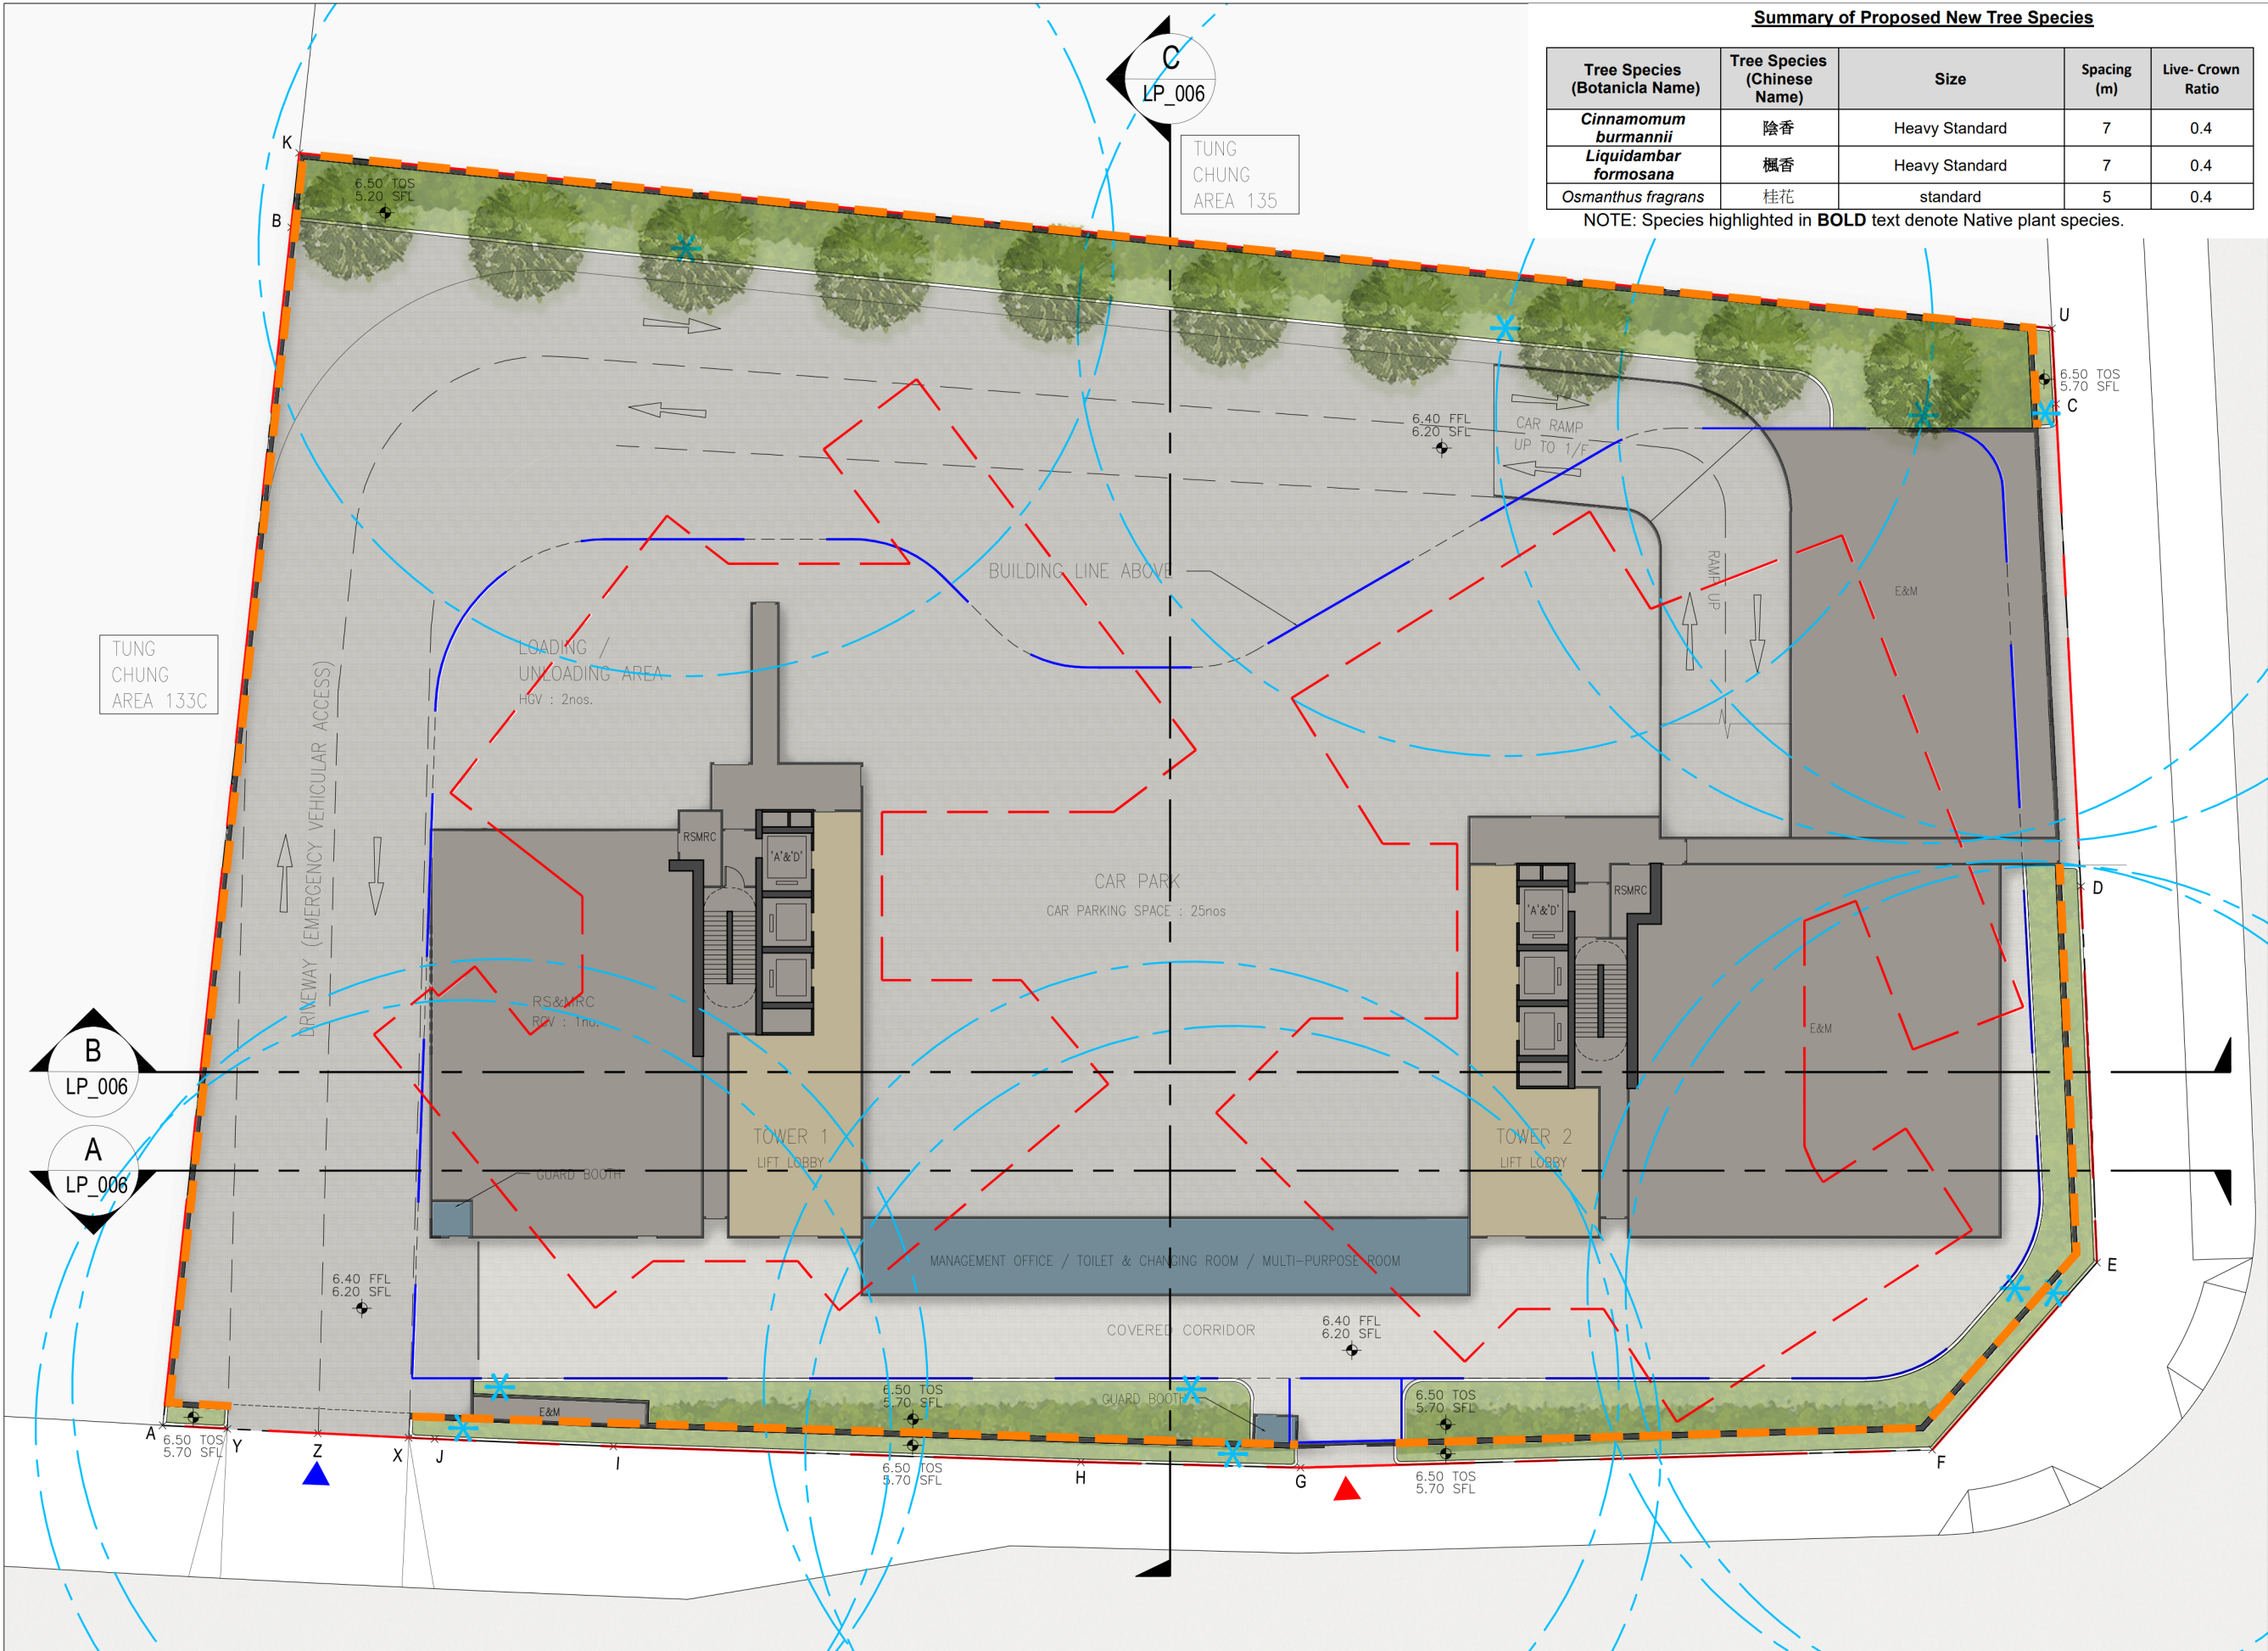 Summary of Proposed New Tree Species
Tree Species (Botanicla Name)
Tree Species (Chinese Name)
Size
Spacing (m)
Live- Crown Ratio
Cinnamomum burmannii
陰香
Heavy Standard
7
0.4
Liquidambar formosana
楓香
Heavy Standard
7
0.4
Osmanthus fragrans
桂花
standard
5
0.4
NOTE: Species highlighted in BOLD text denote Native plant species.
C
LP_006
TUNG
CHUNG
AREA 135
K
6.50 TOS
5.20 SFL
B
U
6.50 TOS
5.70 SFL
C
6.40 FFL
6.20 SFL
CAR RAMP
UP TO 1/F
BUILDING LINE ABOVE
RAMP UP
E&M
TUNG
CHUNG
AREA 133C
LOADING /
UNLOADING AREA
HGV : 2nos.
DRIVEWAY (EMERGENCY VEHICULAR ACCESS)
RSMRC
'A'&'D'
CAR PARK
CAR PARKING SPACE : 25nos
'A'&'D'
RSMRC
D
RS&MRC
RCV : 1no.
E&M
B
LP_006
A
LP_006
TOWER 1
LIFT LOBBY
TOWER 2
LIFT LOBBY
GUARD BOOTH
MANAGEMENT OFFICE / TOILET & CHANGING ROOM / MULTI-PURPOSE ROOM
E
6.40 FFL
6.20 SFL
COVERED CORRIDOR
6.40 FFL
6.20 SFL
E&M
6.50 TOS
5.70 SFL
GUARD BOOTH
6.50 TOS
5.70 SFL
A
6.50 TOS
5.70 SFL
Y
Z
X
J
I
6.50 TOS
5.70 SFL
H
G
6.50 TOS
5.70 SFL
F